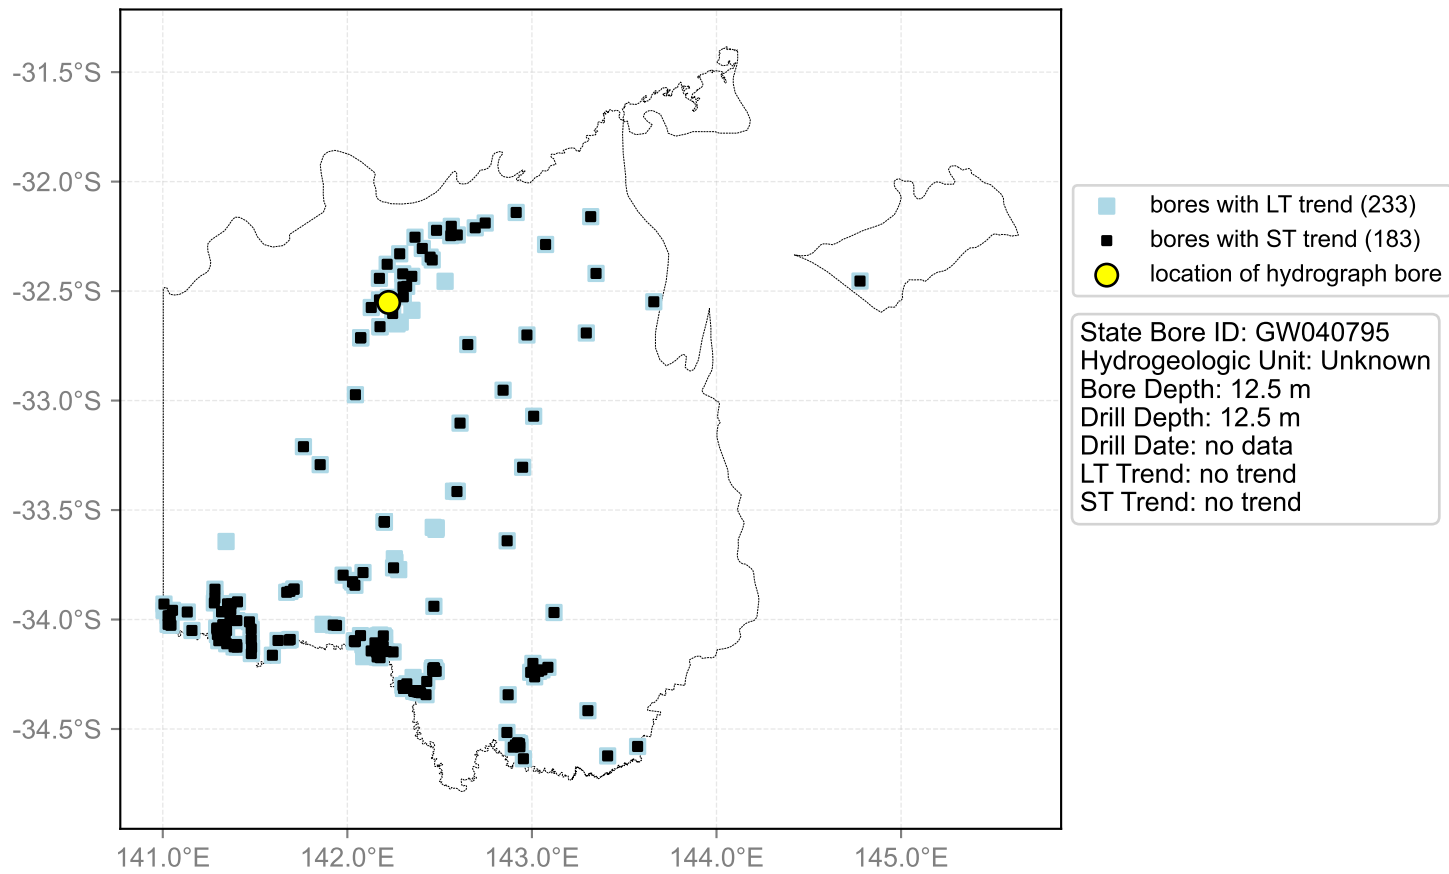 -31.5°S
-32.0°S
-32.5°S
-33.0°S
-33.5°S
-34.0°S
-34.5°S
141.0°E
142.0°E
143.0°E
144.0°E
145.0°E
bores with LT trend (233)
bores with ST trend (183)
location of hydrograph bore
State Bore ID: GW040795
Hydrogeologic Unit: Unknown
Bore Depth: 12.5 m
Drill Depth: 12.5 m
Drill Date: no data
LT Trend: no trend
ST Trend: no trend